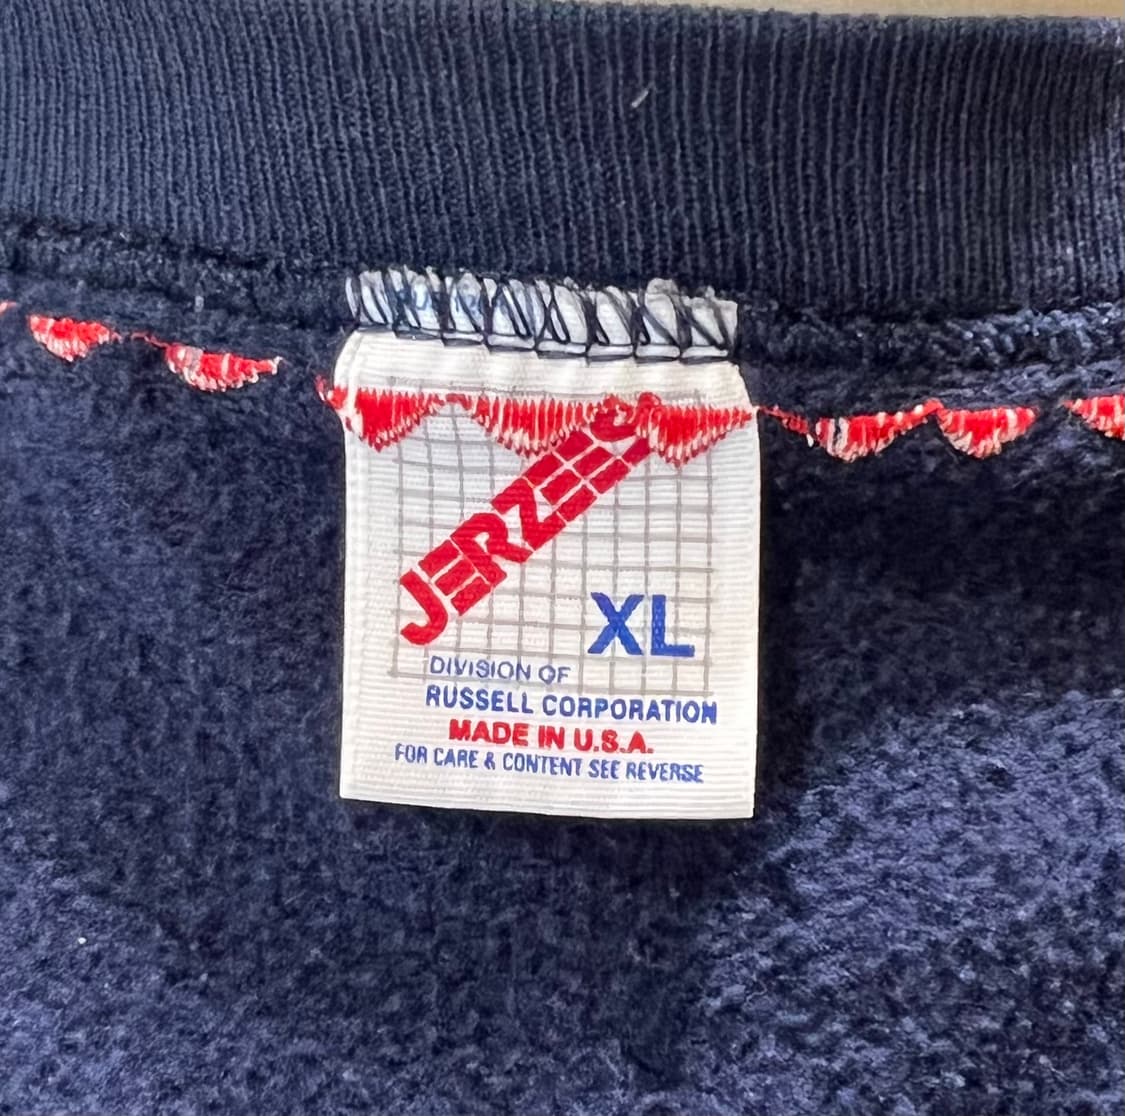 JERZEES
XL
DIVISION OF
RUSSELL CORPORATION
MADE IN U.S.A.
FOR CARE & CONTENT SEE REVERSE